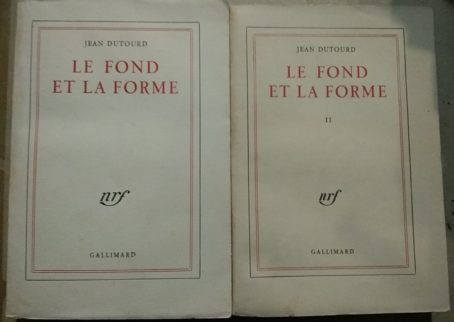 JEAN DUTOURD
LE FOND
ET LA FORME
nrf
GALLIMARD
JEAN DUTOURD
LE FOND
ET LA FORME
II
nrf
GALLIMARD